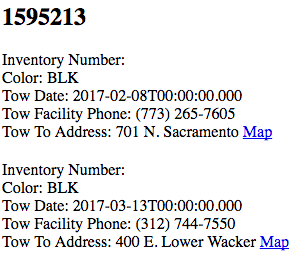 1595213
Inventory Number:
Color: BLK
Tow Date: 2017-02-08T00:00:00.000
Tow Facility Phone: (773) 265-7605
Tow To Address: 701 N. Sacramento Map
Inventory Number:
Color: BLK
Tow Date: 2017-03-13T00:00:00.000
Tow Facility Phone: (312) 744-7550
Tow To Address: 400 E. Lower Wacker Map